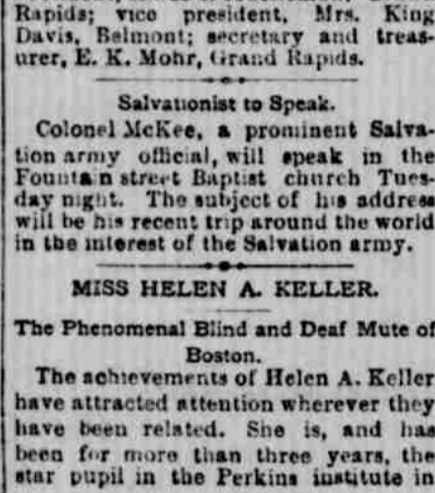 Rapids; vice president, Mrs. King
Davis, Belmont; secretary and treas-
urer, E. K. Mohr, Grand Rapids.
Salvationist to Speak.
Colonel McKee, a prominent Salva-
tion army official, will speak in the
Fountain street Baptist church Tues-
day night. The subject of his address
will be his recent trip around the world
in the interest of the Salvation army.
MISS HELEN A. KELLER.
The Phenomenal Blind and Deaf Mute of
Boston.
The achievements of Helen A. Keller
have attracted attention wherever they
have been related. She is, and has
been for more than three years, the
star pupil in the Perkins institute in